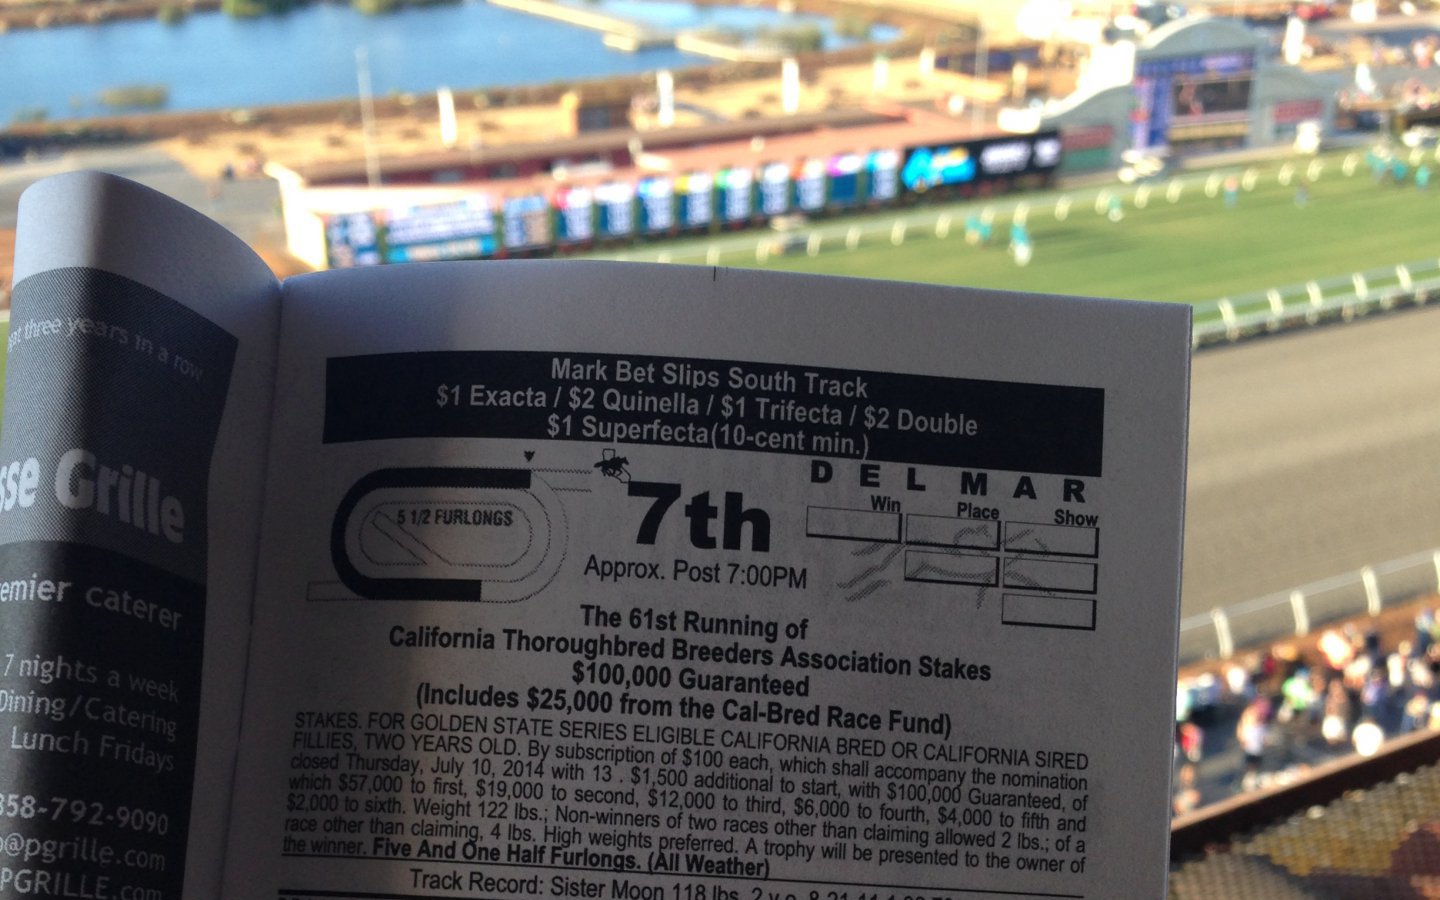 three years in a row
Grille
caterer
7 nights a week
Dining/Catering
Lunch Fridays
858-792-9090
@pgrille.com
PGRILLE.com
Mark Bet Slips South Track
$1 Exacta / $2 Quinella / $1 Trifecta / $2 Double
$1 Superfecta(10-cent min.)
5 1/2 FURLONGS
7th
Approx. Post 7:00PM
DEL MAR
Win
Place
Show
The 61st Running of
California Thoroughbred Breeders Association Stakes
$100,000 Guaranteed
(Includes $25,000 from the Cal-Bred Race Fund)
STAKES. FOR GOLDEN STATE SERIES ELIGIBLE CALIFORNIA BRED OR CALIFORNIA SIRED
FILLIES, TWO YEARS OLD. By subscription of $100 each, which shall accompany the nomination
closed Thursday, July 10, 2014 with 13 . $1,500 additional to start, with $100,000 Guaranteed, of
which $57,000 to first, $19,000 to second, $12,000 to third, $6,000 to fourth, $4,000 to fifth and
$2,000 to sixth. Weight 122 lbs.; Non-winners of two races other than claiming allowed 2 lbs.; of a
race other than claiming, 4 lbs. High weights preferred. A trophy will be presented to the owner of
the winner. Five And One Half Furlongs. (All Weather)
Track Record: Sister Moon 118 lbs. 2 y.o.